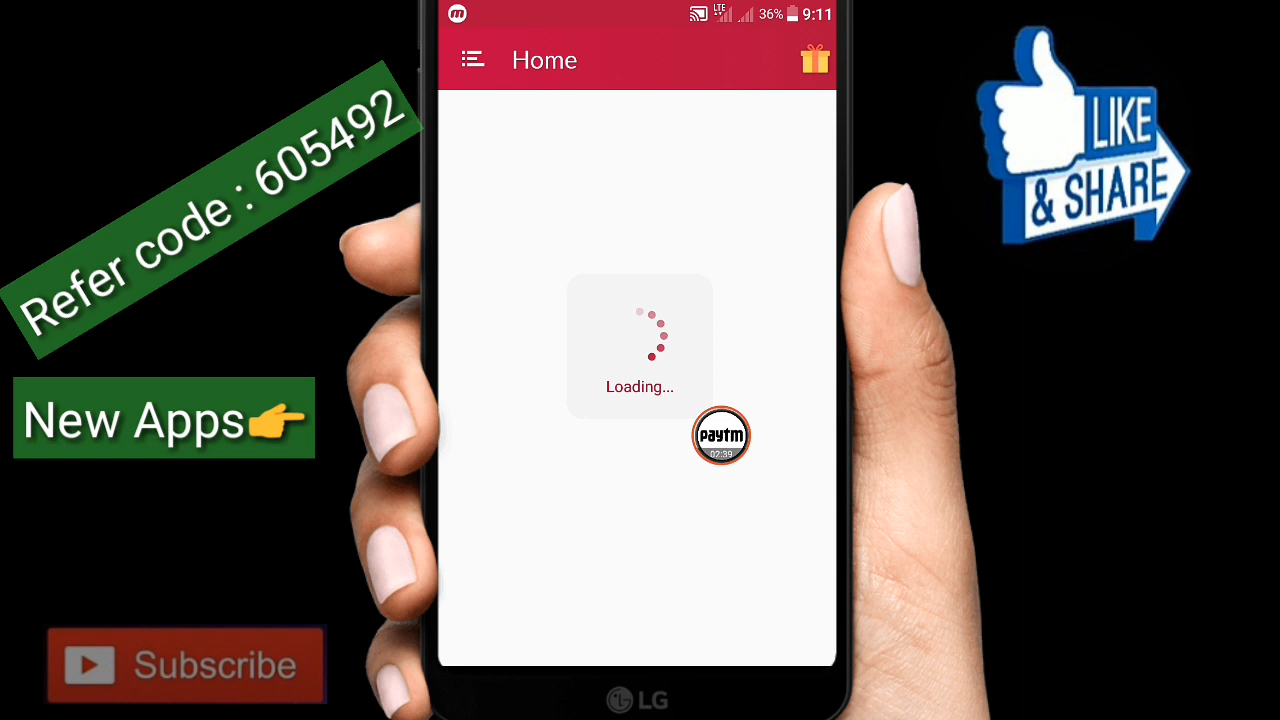 LTE
36%
9:11
Home
Refer code : 605492
LIKE
& SHARE
New Apps
Loading...
paytm
02:39
Subscribe
LG